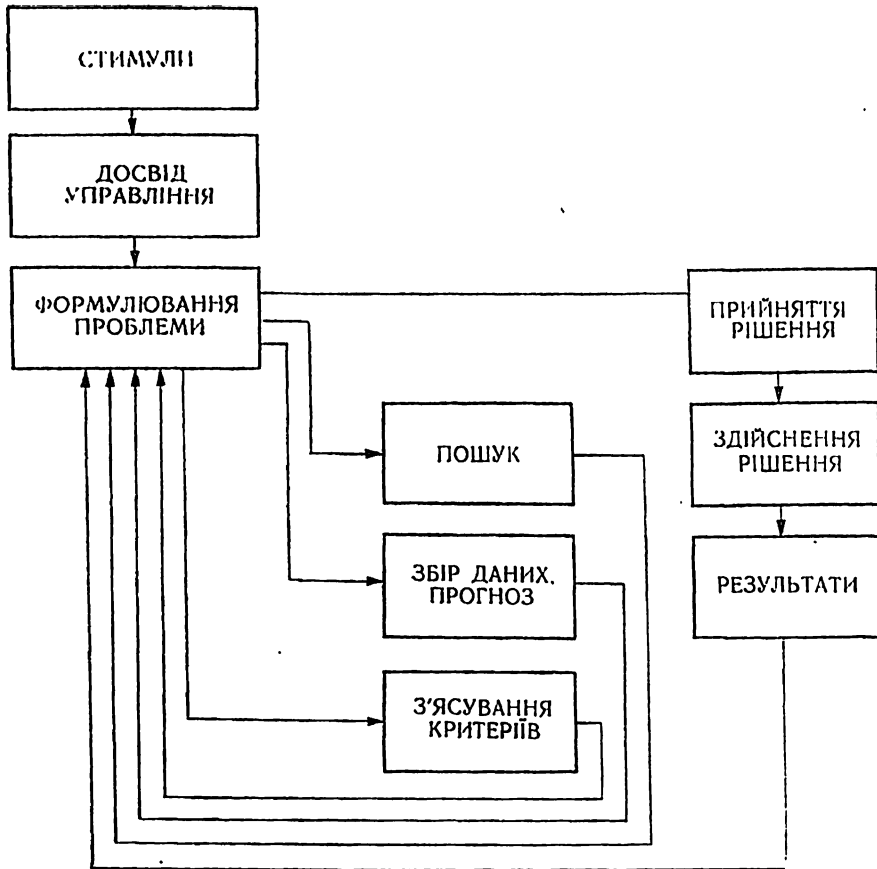 СТИМУЛИ
ДОСВІД
УПРАВЛІННЯ
ФОРМУЛЮВАННЯ
ПРОБЛЕМИ
ПРИЙНЯТТЯ
РІШЕННЯ
ПОШУК
ЗДІЙСНЕННЯ
РІШЕННЯ
ЗБІР ДАНИХ.
ПРОГНОЗ
РЕЗУЛЬТАТИ
З'ЯСУВАННЯ
КРИТЕРІЇВ